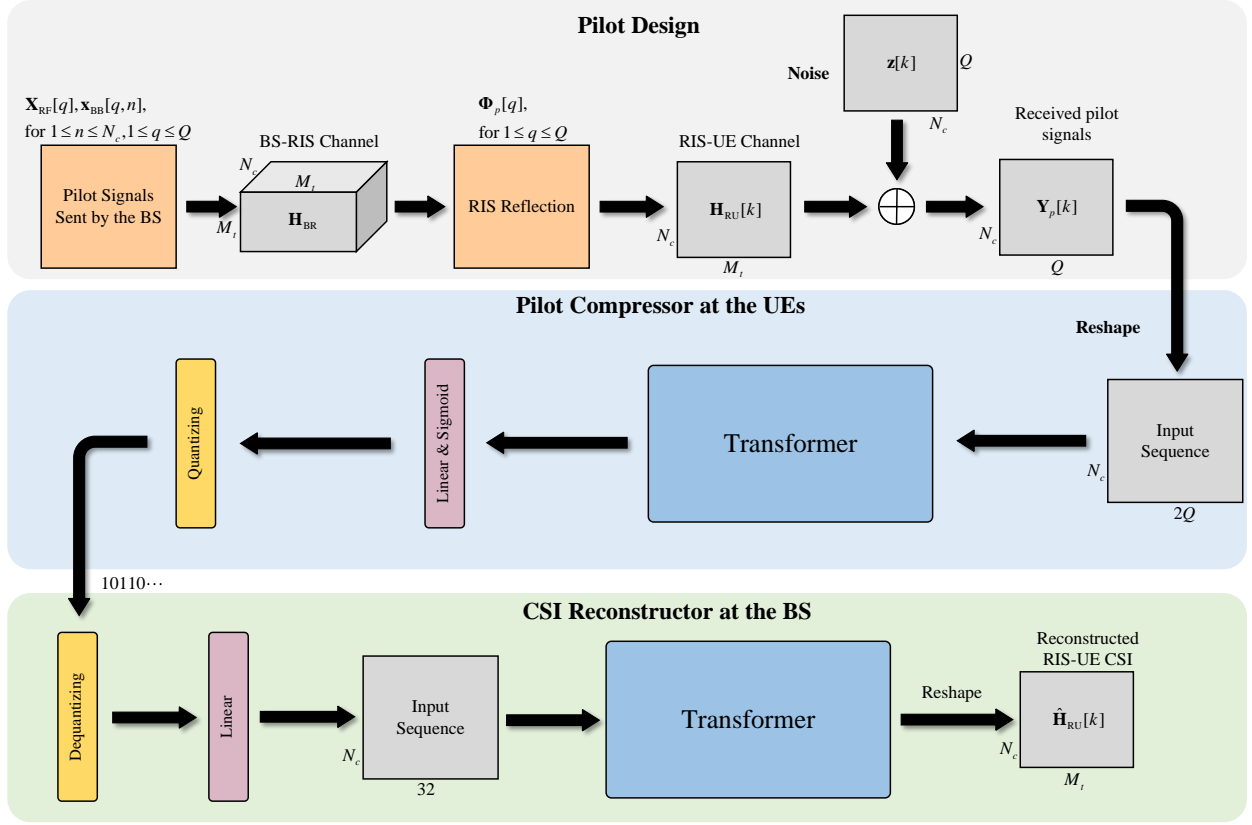 Pilot Design
X_RF[q], x_BB[q, n],
for 1 ≤ n ≤ N_c, 1 ≤ q ≤ Q
Pilot Signals
Sent by the BS
BS-RIS Channel
N_c
M_t
M_t
H_BR
Φ_p[q],
for 1 ≤ q ≤ Q
RIS Reflection
RIS-UE Channel
H_RU[k]
N_c
M_t
Noise
z[k]
Q
N_c
Received pilot
signals
Y_p[k]
N_c
Q
Pilot Compressor at the UEs
Reshape
Input
Sequence
N_c
2Q
Transformer
Linear & Sigmoid
Quantizing
10110⋯
CSI Reconstructor at the BS
Dequantizing
Linear
Input
Sequence
N_c
32
Transformer
Reshape
Reconstructed
RIS-UE CSI
Ĥ_RU[k]
N_c
M_t